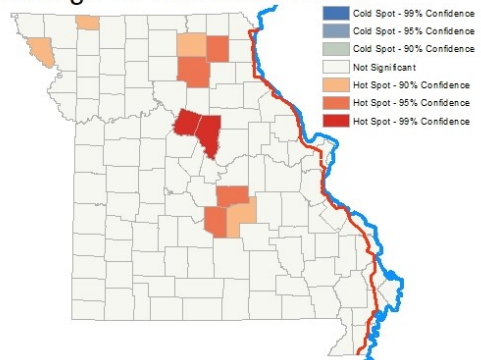 Cold Spot - 99% Confidence
Cold Spot - 95% Confidence
Cold Spot - 90% Confidence
Not Significant
Hot Spot - 90% Confidence
Hot Spot - 95% Confidence
Hot Spot - 99% Confidence